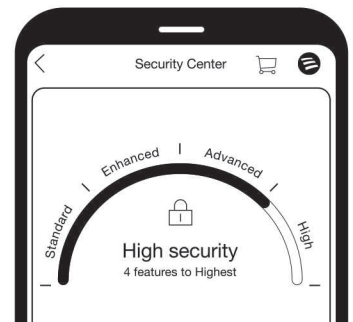 Security Center
Standard
Enhanced
Advanced
High
High security
4 features to Highest